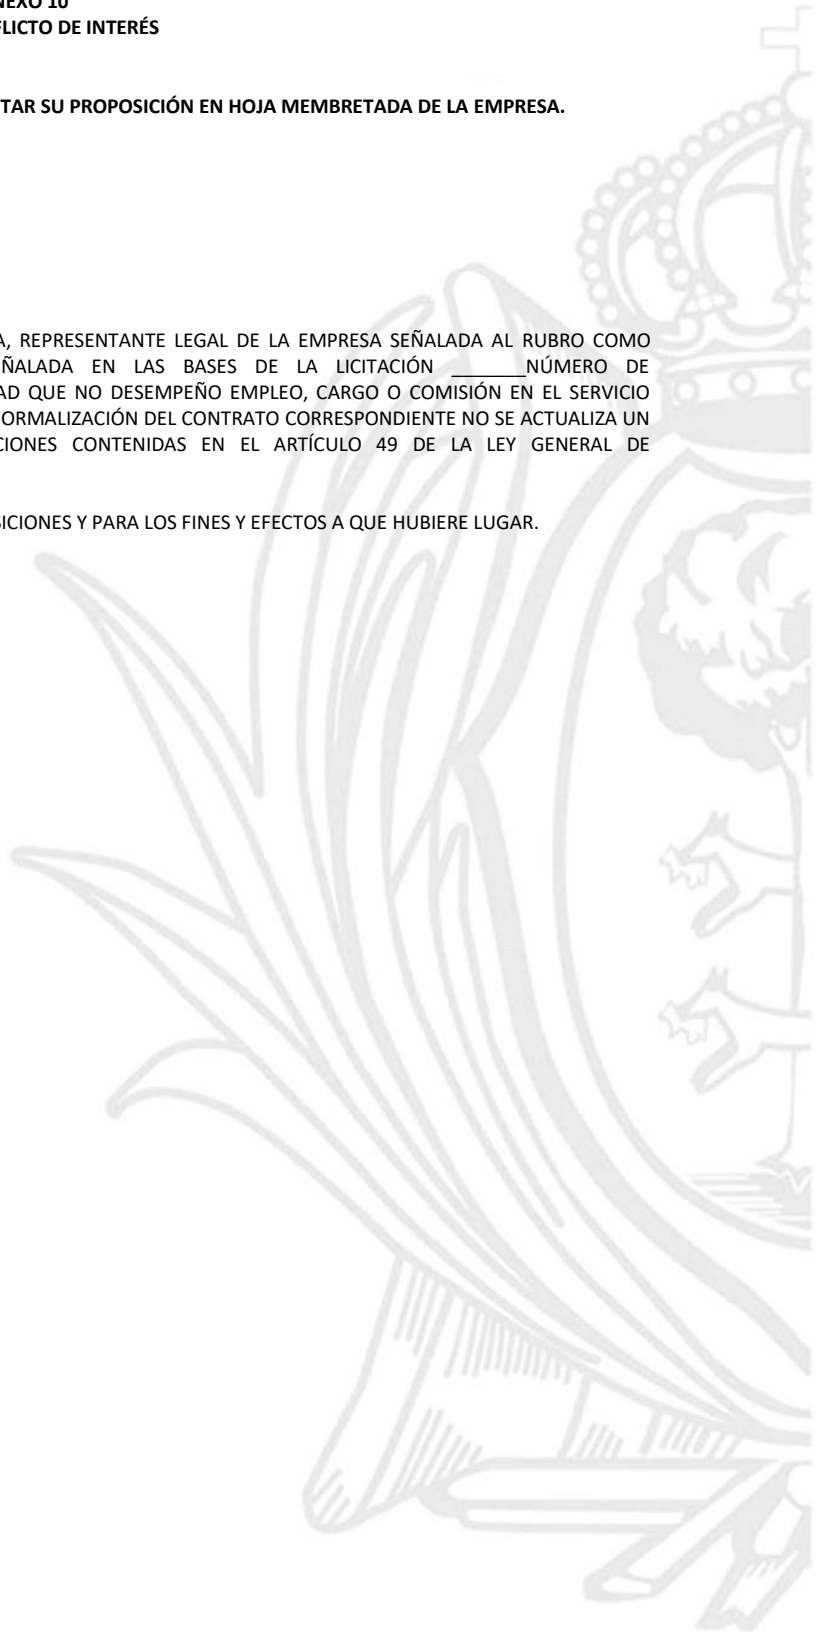 NEXO 10
FLICTO DE INTERÉS
TAR SU PROPOSICIÓN EN HOJA MEMBRETADA DE LA EMPRESA.
A, REPRESENTANTE LEGAL DE LA EMPRESA SEÑALADA AL RUBRO COMO
ÑALADA EN LAS BASES DE LA LICITACIÓN ________NÚMERO DE
AD QUE NO DESEMPEÑO EMPLEO, CARGO O COMISIÓN EN EL SERVICIO
FORMALIZACIÓN DEL CONTRATO CORRESPONDIENTE NO SE ACTUALIZA UN
CIONES CONTENIDAS EN EL ARTÍCULO 49 DE LA LEY GENERAL DE
SICIONES Y PARA LOS FINES Y EFECTOS A QUE HUBIERE LUGAR.